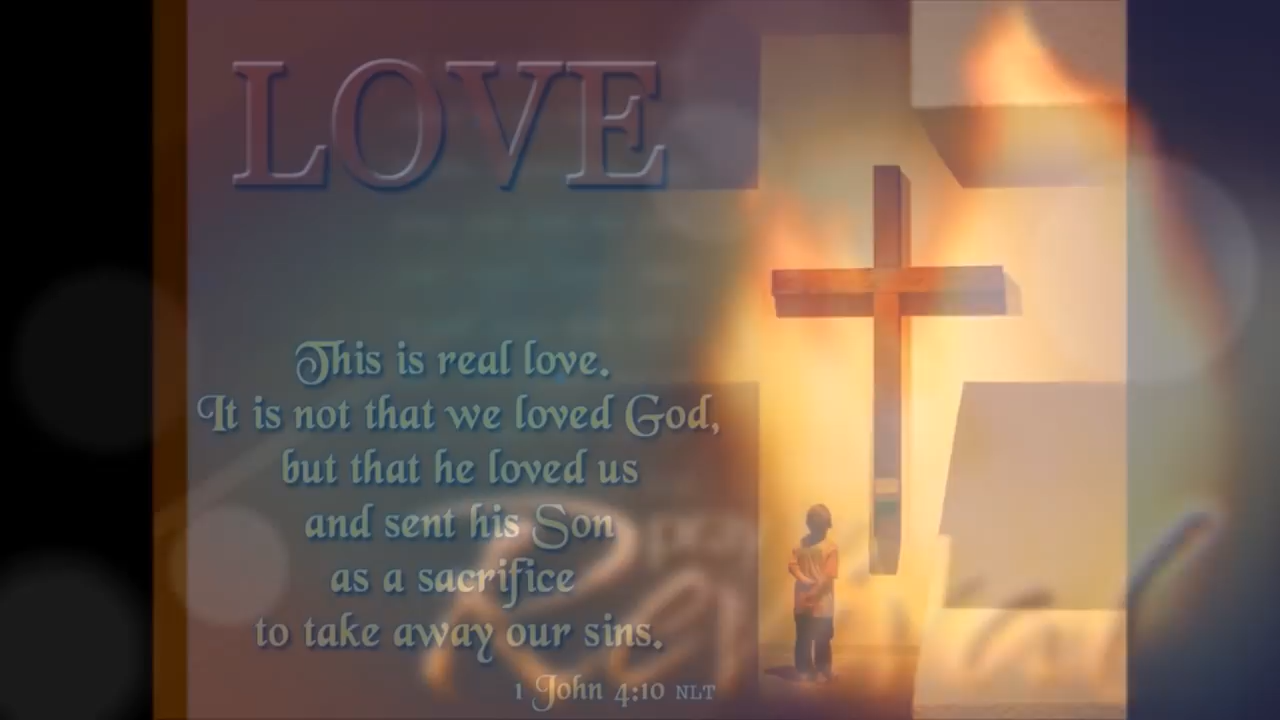 LOVE
This is real love.
It is not that we loved God,
but that he loved us
and sent his Son
as a sacrifice
to take away our sins.
1 John 4:10 NLT